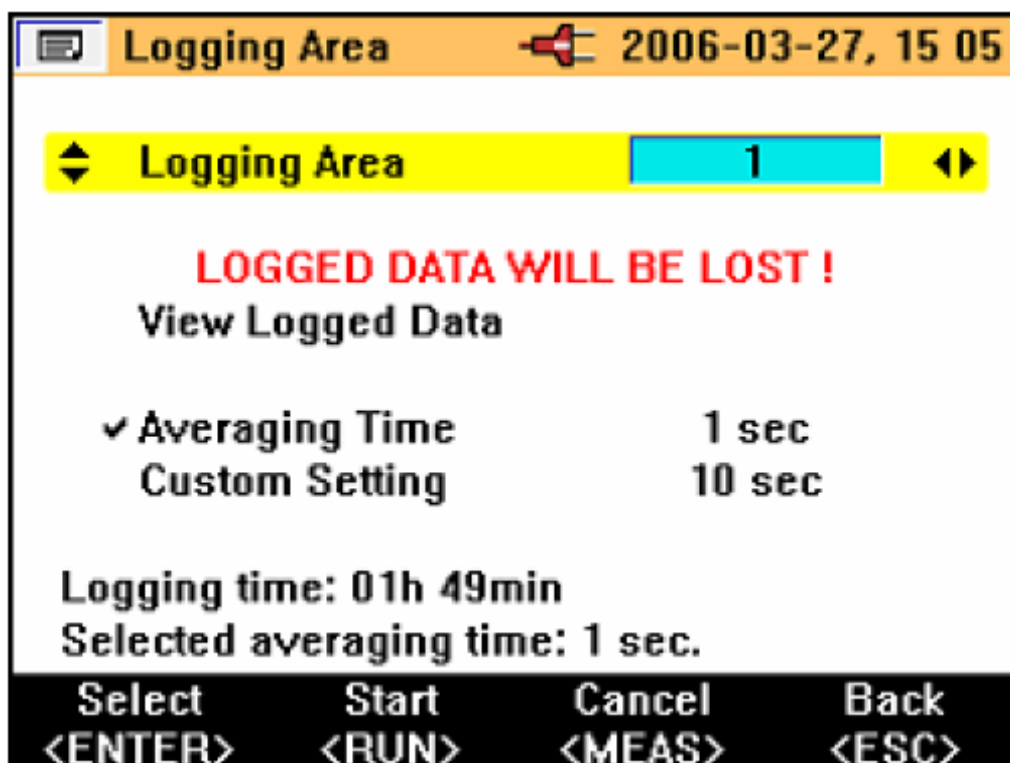 Logging Area 2006-03-27, 15 05
Logging Area 1
LOGGED DATA WILL BE LOST !
View Logged Data
✓ Averaging Time 1 sec
Custom Setting 10 sec
Logging time: 01h 49min
Selected averaging time: 1 sec.
Select Start Cancel Back
<ENTER> <RUN> <MEAS> <ESC>